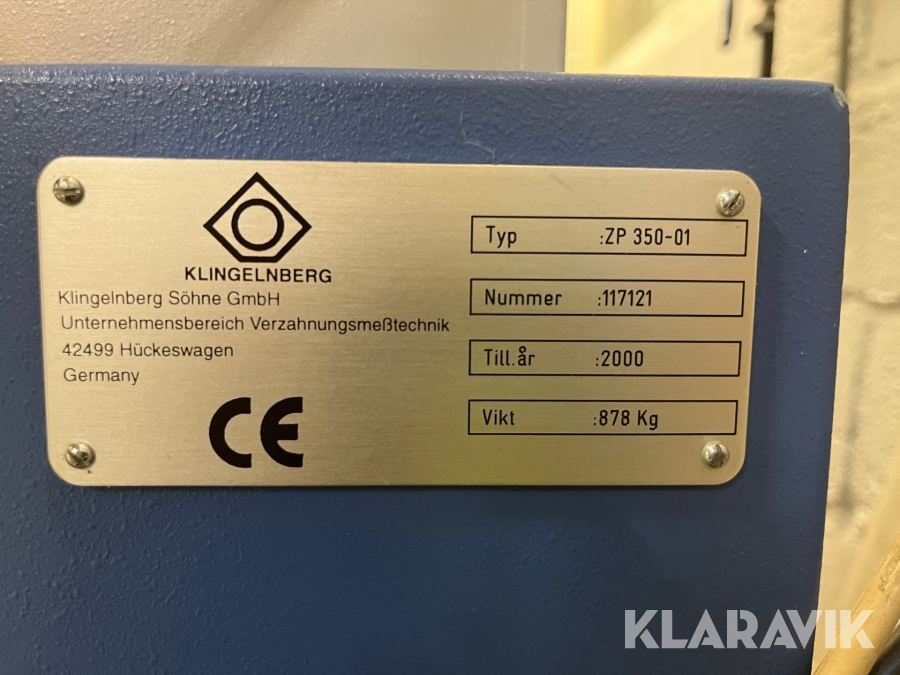 KLINGELNBERG
Klingelnberg Söhne GmbH
Unternehmensbereich Verzahnungsmeßtechnik
42499 Hückeswagen
Germany
CE
Typ :ZP 350-01
Nummer :117121
Till.år :2000
Vikt :878 Kg
KLARAVIK